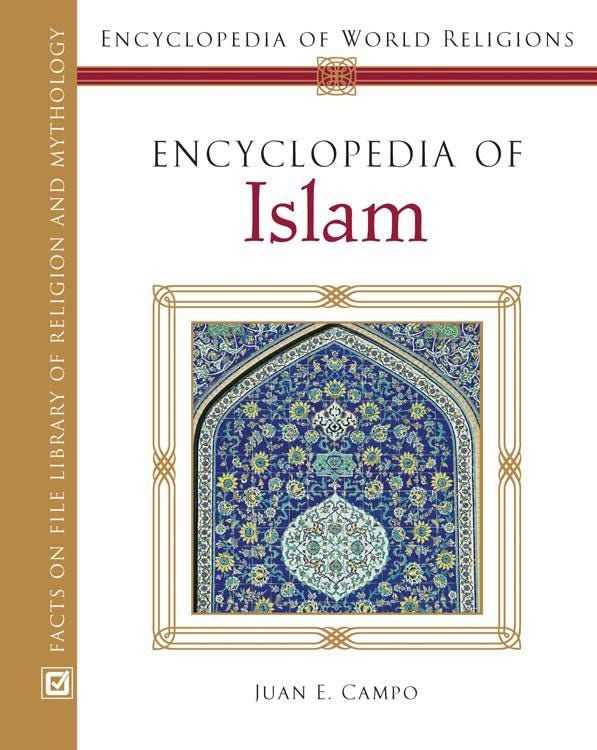 ENCYCLOPEDIA OF WORLD RELIGIONS
ENCYCLOPEDIA OF
Islam
JUAN E. CAMPO
FACTS ON FILE LIBRARY OF RELIGION AND MYTHOLOGY